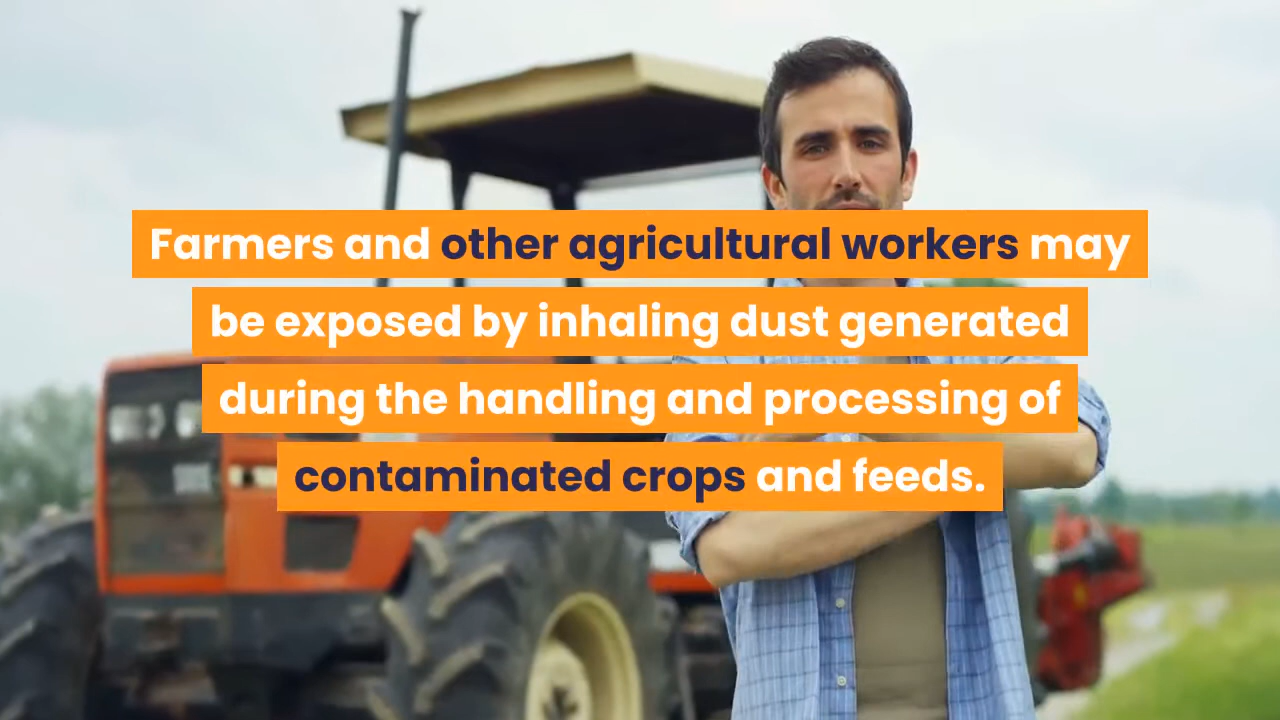 Farmers and other agricultural workers may
be exposed by inhaling dust generated
during the handling and processing of
contaminated crops and feeds.